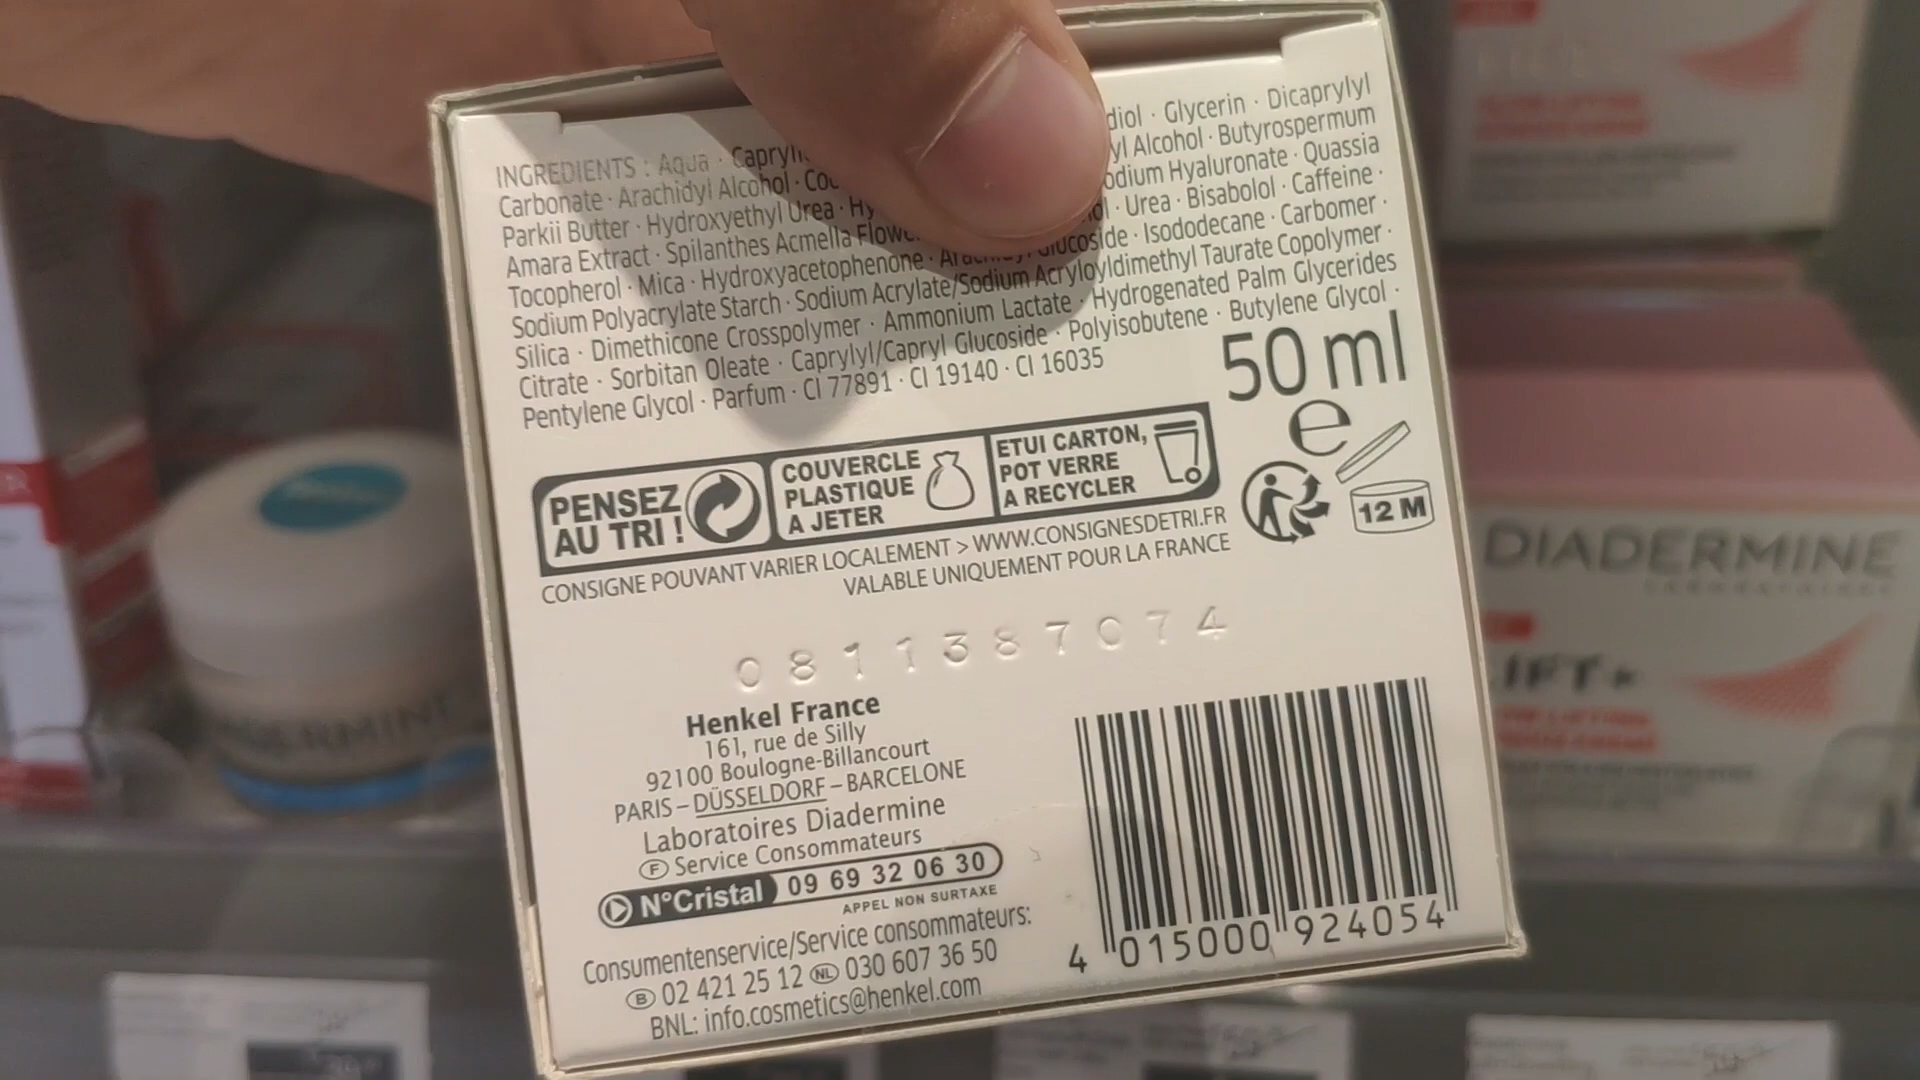 INGREDIENTS : Aqua · diol · Glycerin · Dicaprylyl
Carbonate · Arachidyl Alcohol · yl Alcohol · Butyrospermum
Parkii Butter · Hydroxyethyl Urea · odium Hyaluronate · Quassia
Amara Extract · Spilanthes Acmella · Urea · Bisabolol · Caffeine ·
Tocopherol · Mica · Hydroxyacetophenone · Glucoside · Isododecane · Carbomer ·
Sodium Polyacrylate Starch · Sodium Acrylate/Sodium Acryloyldimethyl Taurate Copolymer ·
Silica · Dimethicone Crosspolymer · Ammonium Lactate · Hydrogenated Palm Glycerides
Citrate · Sorbitan Oleate · Caprylyl/Capryl Glucoside · Polyisobutene · Butylene Glycol ·
Pentylene Glycol · Parfum · CI 77891 · CI 19140 · CI 16035
50 ml
e
PENSEZ
AU TRI !
COUVERCLE
PLASTIQUE
A JETER
ETUI CARTON,
POT VERRE
A RECYCLER
12 M
CONSIGNE POUVANT VARIER LOCALEMENT > WWW.CONSIGNESDETRI.FR
VALABLE UNIQUEMENT POUR LA FRANCE
0811387074
Henkel France
161, rue de Silly
92100 Boulogne-Billancourt
PARIS – DÜSSELDORF – BARCELONE
Laboratoires Diadermine
F Service Consommateurs
N°Cristal 09 69 32 06 30
APPEL NON SURTAXE
Consumentenservice/Service consommateurs:
B 02 421 25 12 NL 030 607 36 50
BNL: info.cosmetics@henkel.com
4 015000 924054
DIADERMINE
LIFT+